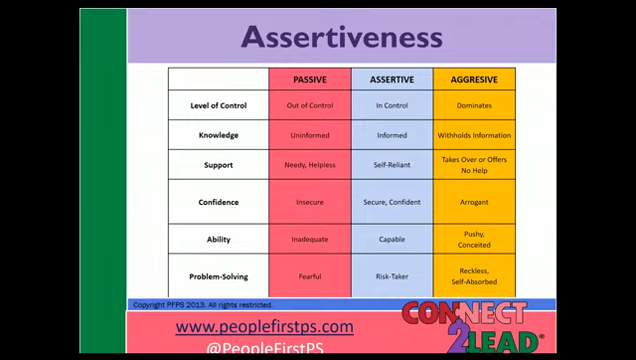 Assertiveness
PASSIVE ASSERTIVE AGGRESIVE
Level of Control Out of Control In Control Dominates
Knowledge Uninformed Informed Withholds Information
Support Needy, Helpless Self-Reliant Takes Over or Offers
No Help
Confidence Insecure Secure, Confident Arrogant
Ability Inadequate Capable Pushy,
Conceited
Problem-Solving Fearful Risk-Taker Reckless,
Self-Absorbed
Copyright PFPS 2013. All rights restricted.
CONNECT
2LEAD®
www.peoplefirstps.com
@PeopleFirstPS